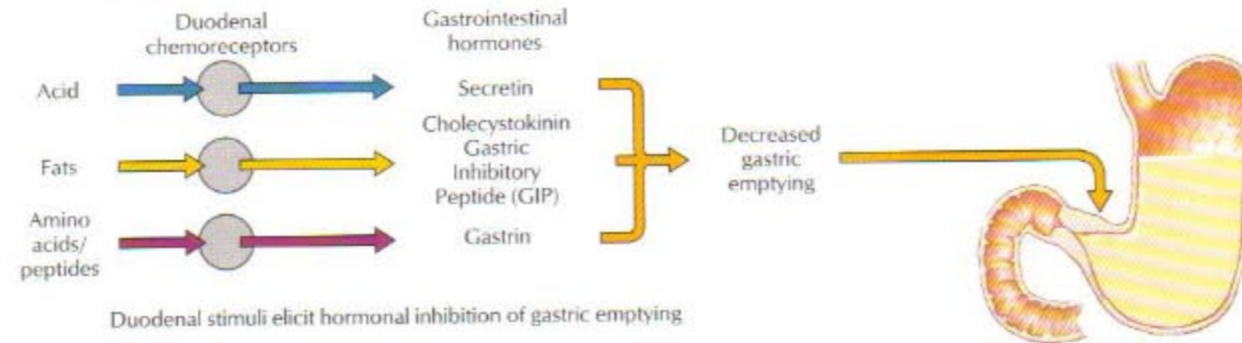 Duodenal
chemoreceptors
Gastrointestinal
hormones
Acid
Secretin
Fats
Cholecystokinin
Gastric
Inhibitory
Peptide (GIP)
Amino
acids/
peptides
Gastrin
Decreased
gastric
emptying
Duodenal stimuli elicit hormonal inhibition of gastric emptying